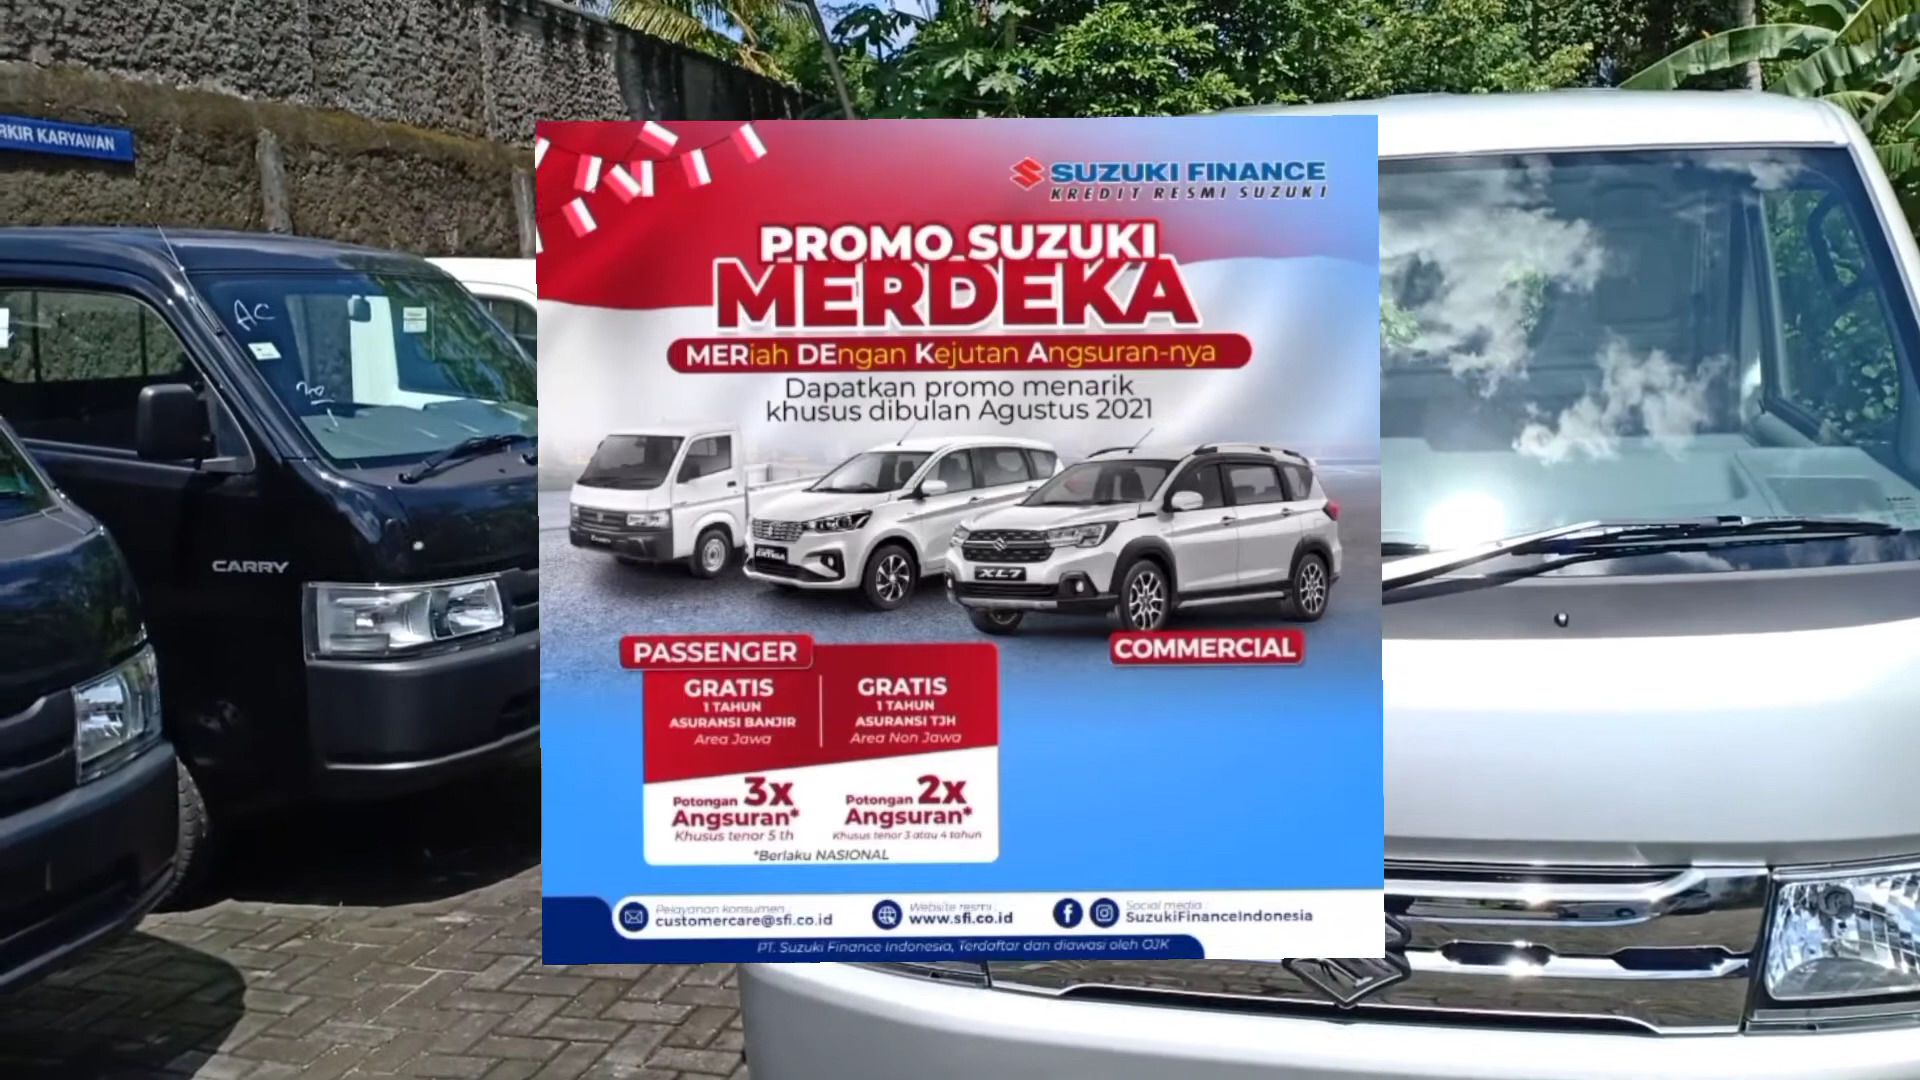 RKIR KARYAWAN
AC
CARRY
SUZUKI FINANCE
KREDIT RESMI SUZUKI
PROMO SUZUKI
MERDEKA
MERiah DEngan Kejutan Angsuran-nya
Dapatkan promo menarik
khusus dibulan Agustus 2021
ERTIGA
XL7
PASSENGER
COMMERCIAL
GRATIS
1 TAHUN
ASURANSI BANJIR
Area Jawa
GRATIS
1 TAHUN
ASURANSI TJH
Area Non Jawa
Potongan 3x
Angsuran*
Khusus tenor 5 th
Potongan 2x
Angsuran*
Khusus tenor 3 atau 4 tahun
*Berlaku NASIONAL
Pelayanan konsumen :
customercare@sfi.co.id
Website resmi :
www.sfi.co.id
Social media :
SuzukiFinanceIndonesia
PT. Suzuki Finance Indonesia, Terdaftar dan diawasi oleh OJK